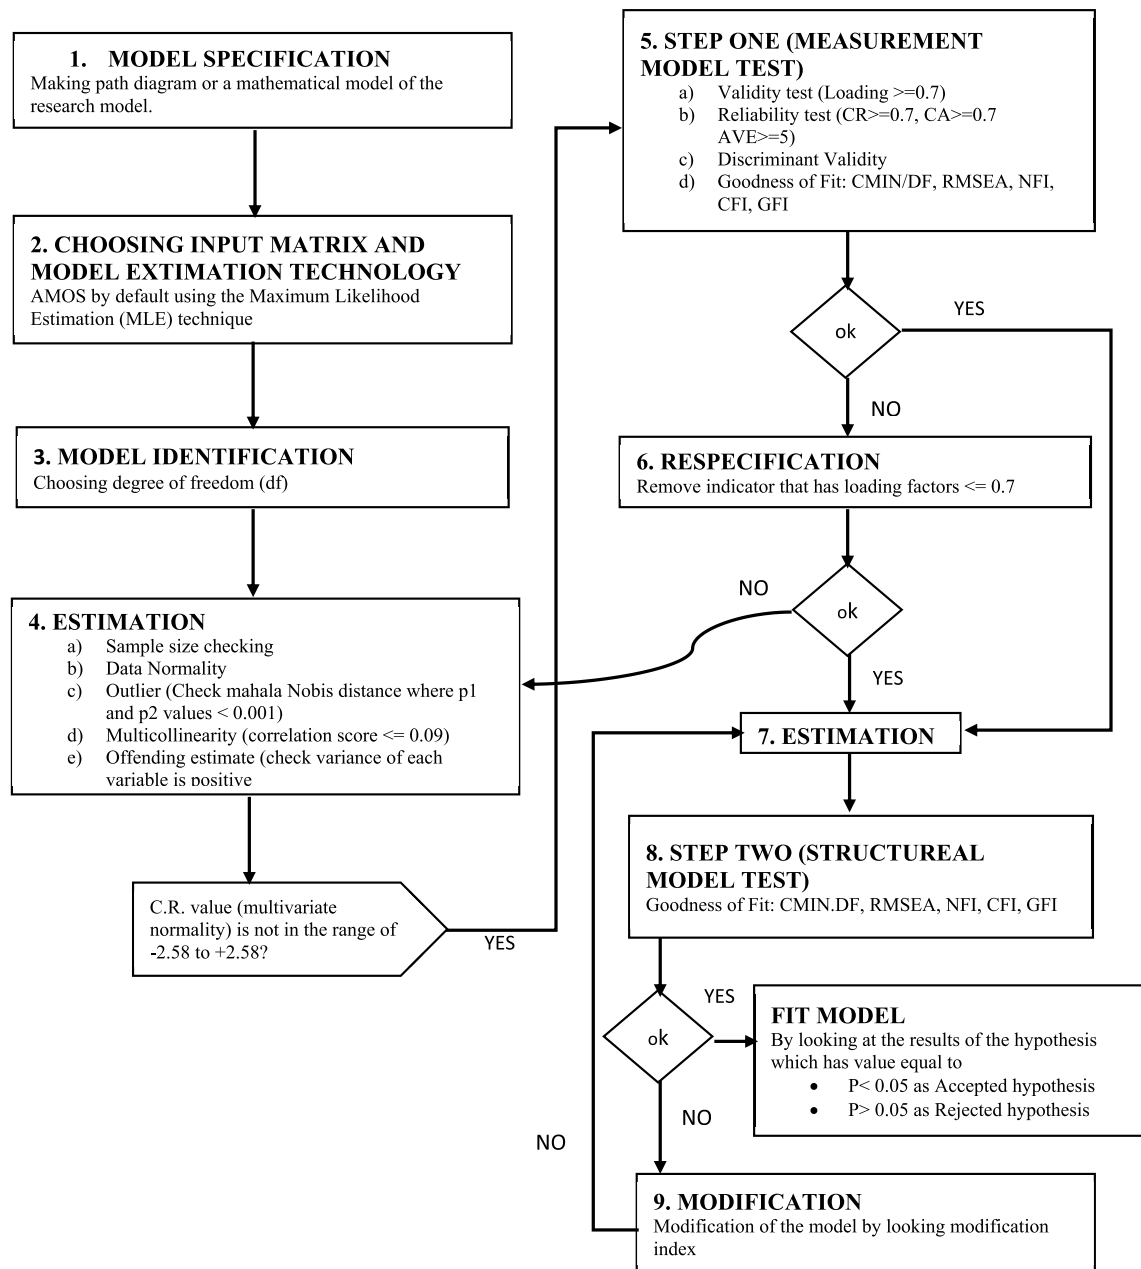 1. MODEL SPECIFICATION
Making path diagram or a mathematical model of the
research model.
2. CHOOSING INPUT MATRIX AND
MODEL EXTIMATION TECHNOLOGY
AMOS by default using the Maximum Likelihood
Estimation (MLE) technique
3. MODEL IDENTIFICATION
Choosing degree of freedom (df)
4. ESTIMATION
a) Sample size checking
b) Data Normality
c) Outlier (Check mahala Nobis distance where p1
and p2 values < 0.001)
d) Multicollinearity (correlation score <= 0.09)
e) Offending estimate (check variance of each
variable is positive
C.R. value (multivariate
normality) is not in the range of
-2.58 to +2.58?
YES
5. STEP ONE (MEASUREMENT
MODEL TEST)
a) Validity test (Loading >=0.7)
b) Reliability test (CR>=0.7, CA>=0.7
AVE>=5)
c) Discriminant Validity
d) Goodness of Fit: CMIN/DF, RMSEA, NFI,
CFI, GFI
ok
YES
NO
6. RESPECIFICATION
Remove indicator that has loading factors <= 0.7
NO
ok
YES
7. ESTIMATION
8. STEP TWO (STRUCTUREAL
MODEL TEST)
Goodness of Fit: CMIN.DF, RMSEA, NFI, CFI, GFI
ok
YES
FIT MODEL
By looking at the results of the hypothesis
which has value equal to
• P< 0.05 as Accepted hypothesis
• P> 0.05 as Rejected hypothesis
NO
NO
9. MODIFICATION
Modification of the model by looking modification
index